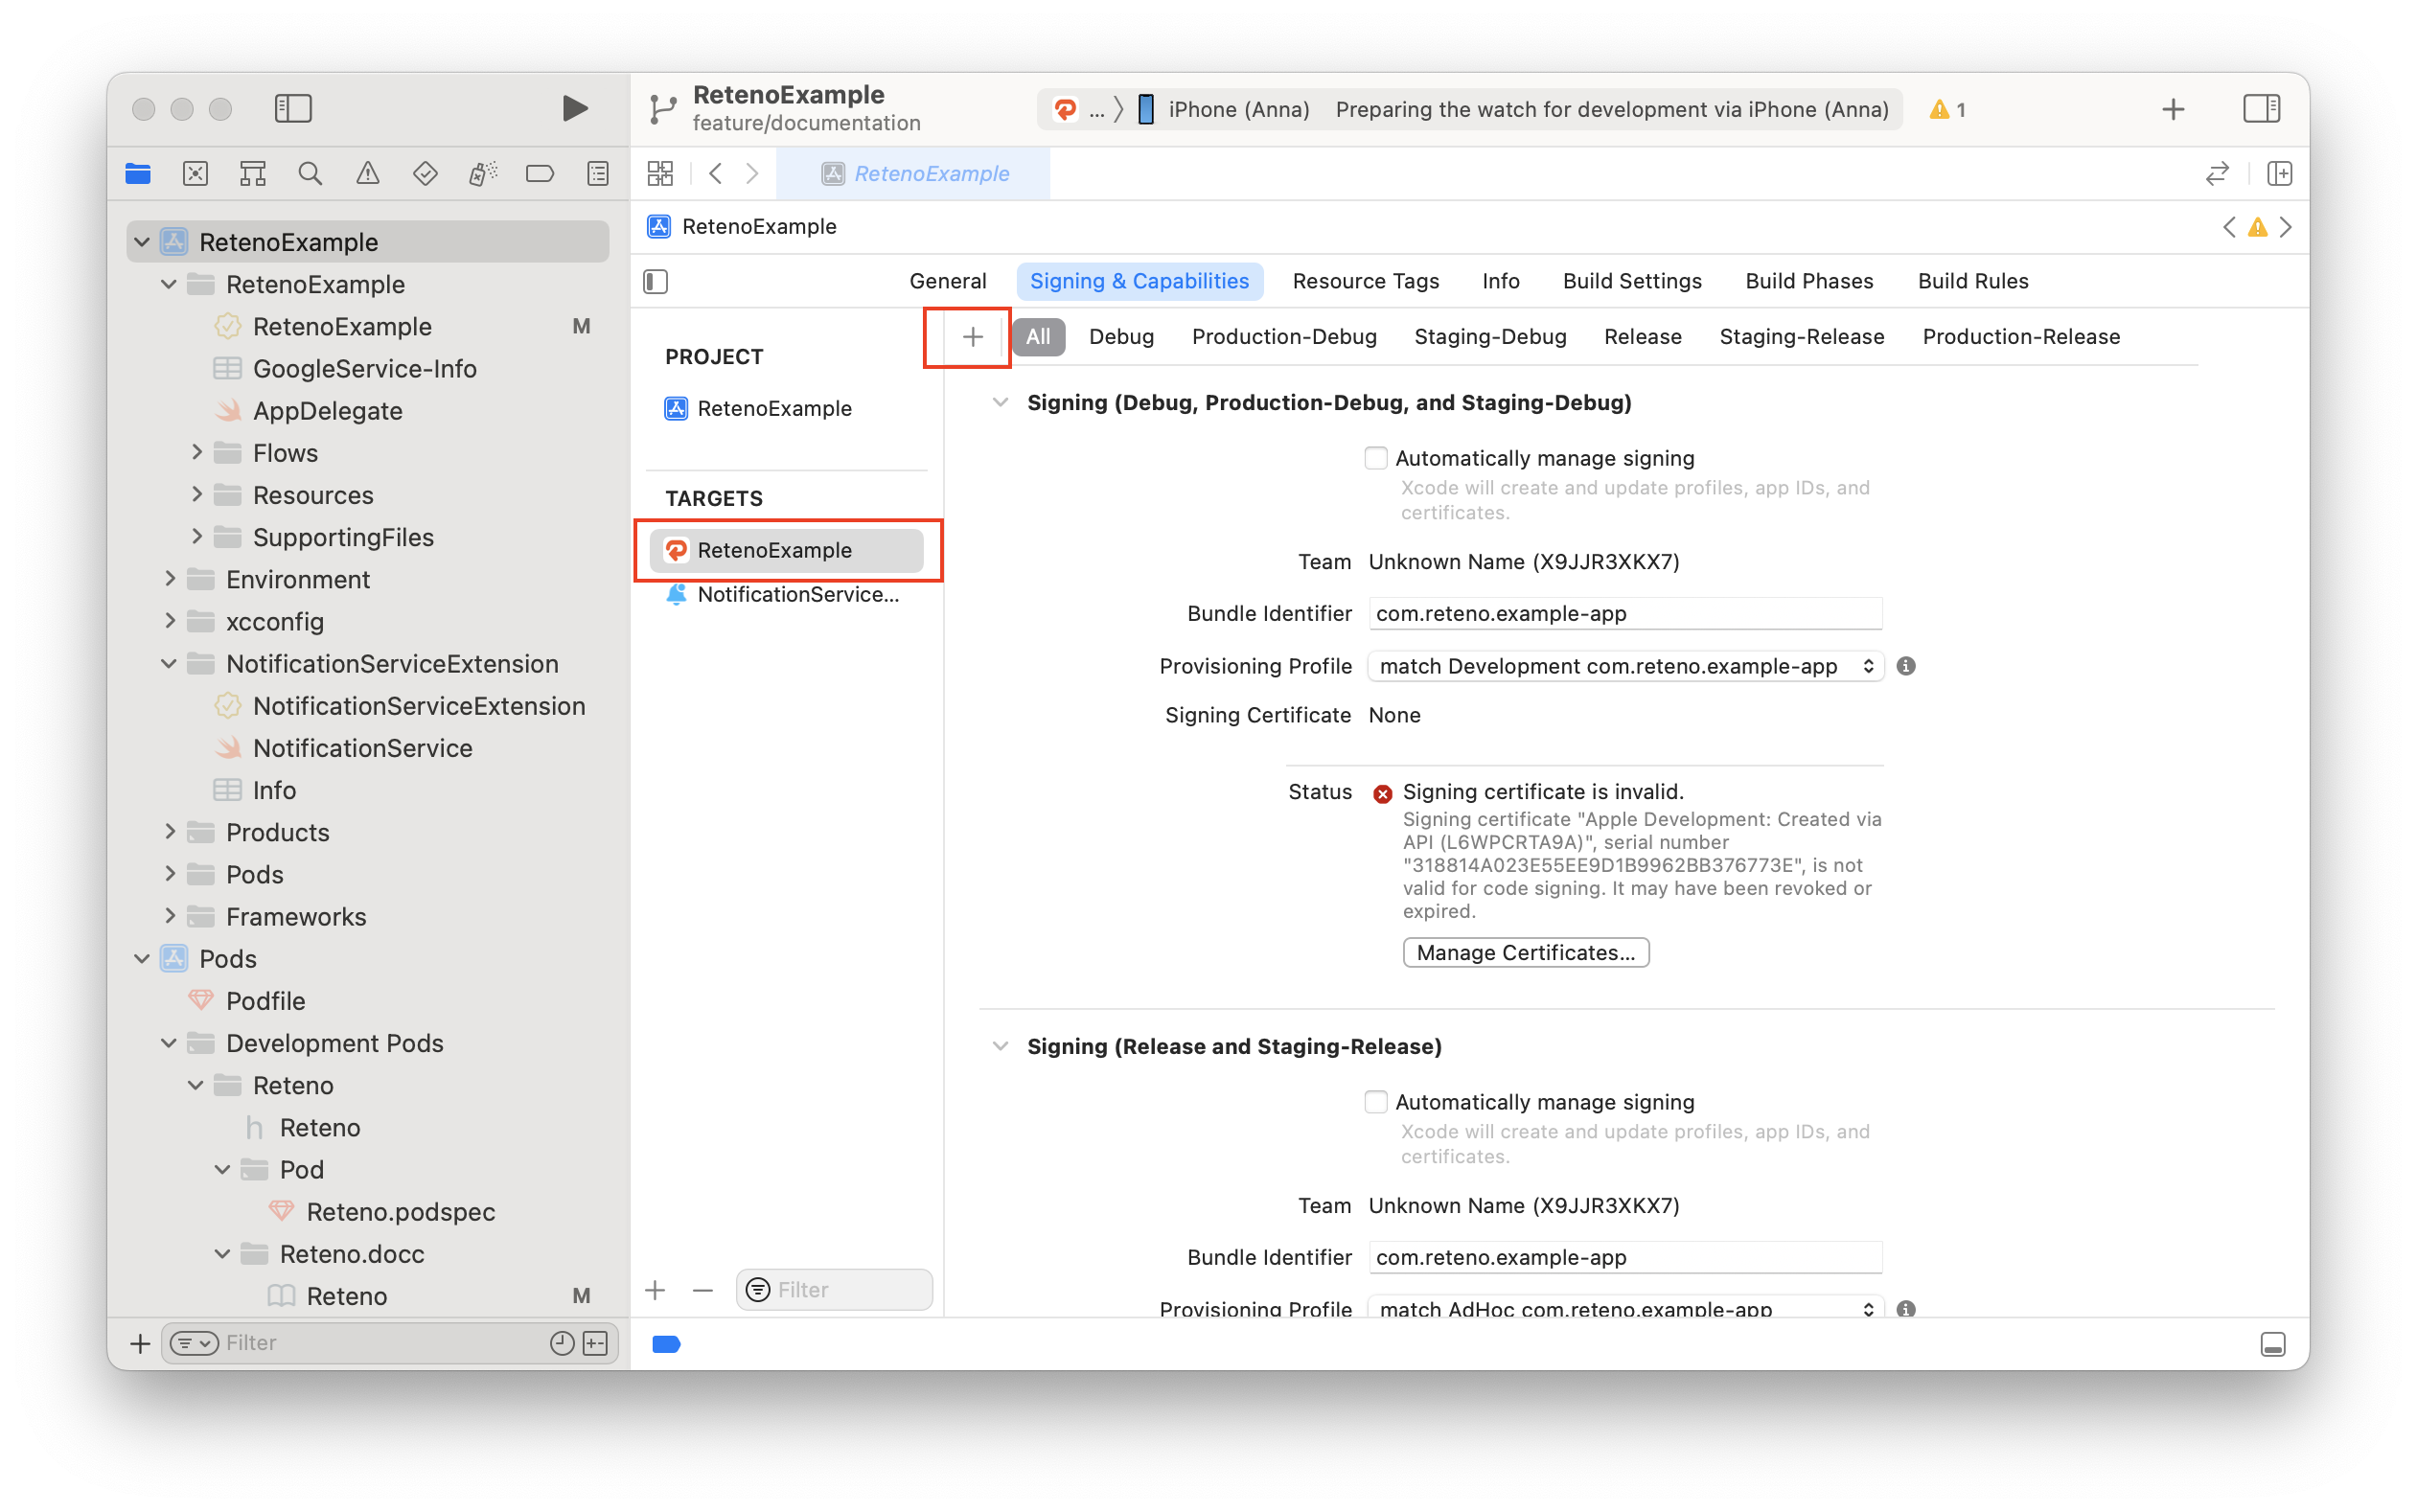 RetenoExample
feature/documentation
... iPhone (Anna) Preparing the watch for development via iPhone (Anna) 1
RetenoExample
RetenoExample
General Signing & Capabilities Resource Tags Info Build Settings Build Phases Build Rules
All Debug Production-Debug Staging-Debug Release Staging-Release Production-Release
RetenoExample
RetenoExample
RetenoExample M
GoogleService-Info
AppDelegate
Flows
Resources
SupportingFiles
Environment
xcconfig
NotificationServiceExtension
NotificationServiceExtension
NotificationService
Info
Products
Pods
Frameworks
Pods
Podfile
Development Pods
Reteno
h Reteno
Pod
Reteno.podspec
Reteno.docc
Reteno M
Filter
PROJECT
RetenoExample
TARGETS
RetenoExample
NotificationService...
Filter
Signing (Debug, Production-Debug, and Staging-Debug)
Automatically manage signing
Xcode will create and update profiles, app IDs, and
certificates.
Team Unknown Name (X9JJR3XKX7)
Bundle Identifier com.reteno.example-app
Provisioning Profile match Development com.reteno.example-app
Signing Certificate None
Status Signing certificate is invalid.
Signing certificate "Apple Development: Created via
API (L6WPCRTA9A)", serial number
"318814A023E55EE9D1B9962BB376773E", is not
valid for code signing. It may have been revoked or
expired.
Manage Certificates...
Signing (Release and Staging-Release)
Automatically manage signing
Xcode will create and update profiles, app IDs, and
certificates.
Team Unknown Name (X9JJR3XKX7)
Bundle Identifier com.reteno.example-app
Provisioning Profile match AdHoc com.reteno.example-app